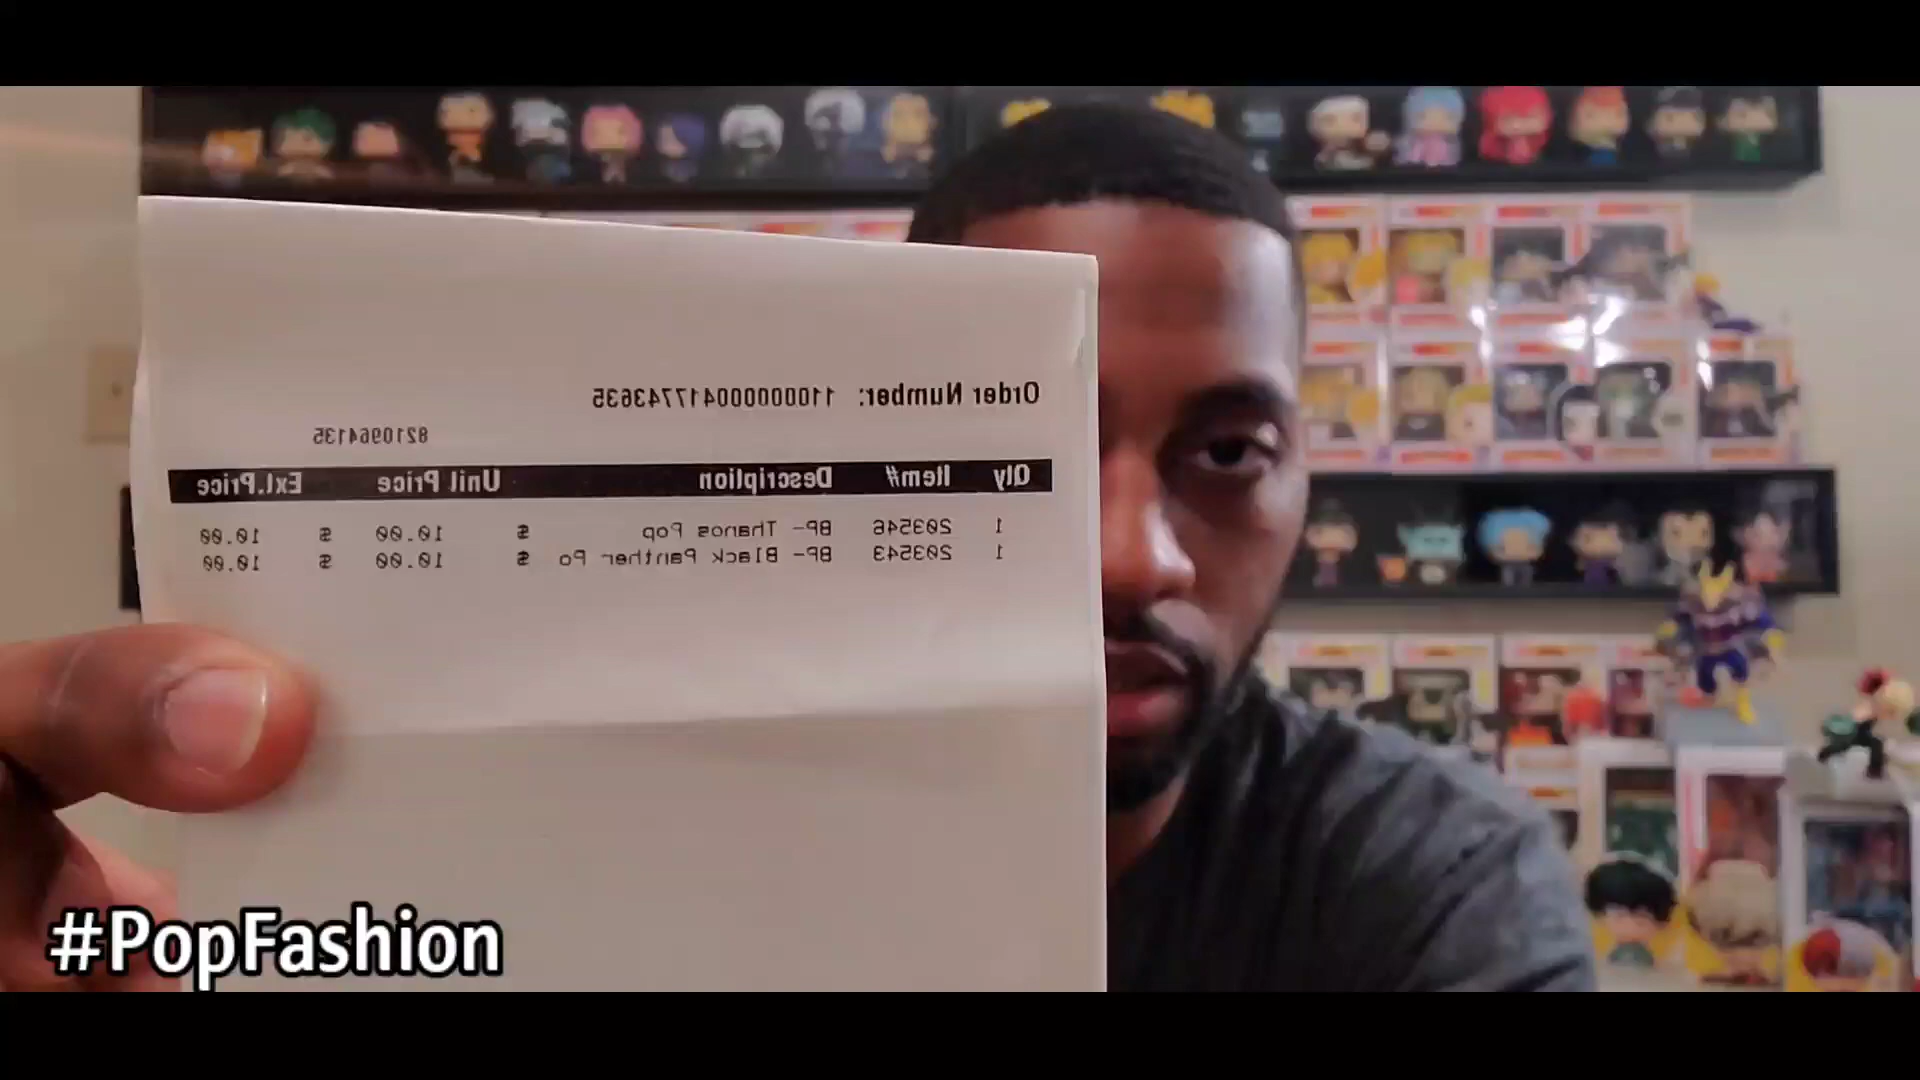 Order Number: 11000000417743635
8210964135
Qty Item# Description Unit Price Ext.Price
1 203546 BP- Thanos Pop $ 10.00 $ 10.00
1 203543 BP- Black Panther Po $ 10.00 $ 10.00
#PopFashion